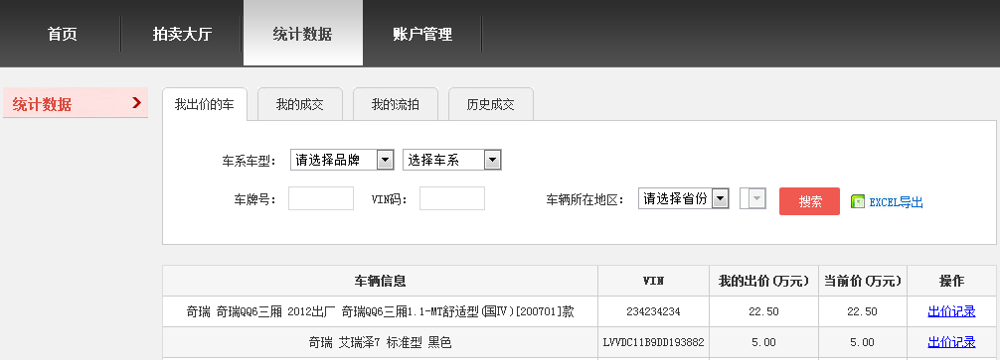 首页 拍卖大厅 统计数据 账户管理
统计数据
我出价的车 我的成交 我的流拍 历史成交
车系车型： 请选择品牌 选择车系
车牌号： VIN码： 车辆所在地区： 请选择省份 搜索 EXCEL导出
车辆信息 VIN 我的出价(万元) 当前价(万元) 操作
奇瑞 奇瑞QQ6三厢 2012出厂 奇瑞QQ6三厢1.1-MT舒适型(国Ⅳ)[200701]款 234234234 22.50 22.50 出价记录
奇瑞 艾瑞泽7 标准型 黑色 LVVDC11B9DD193882 5.00 5.00 出价记录